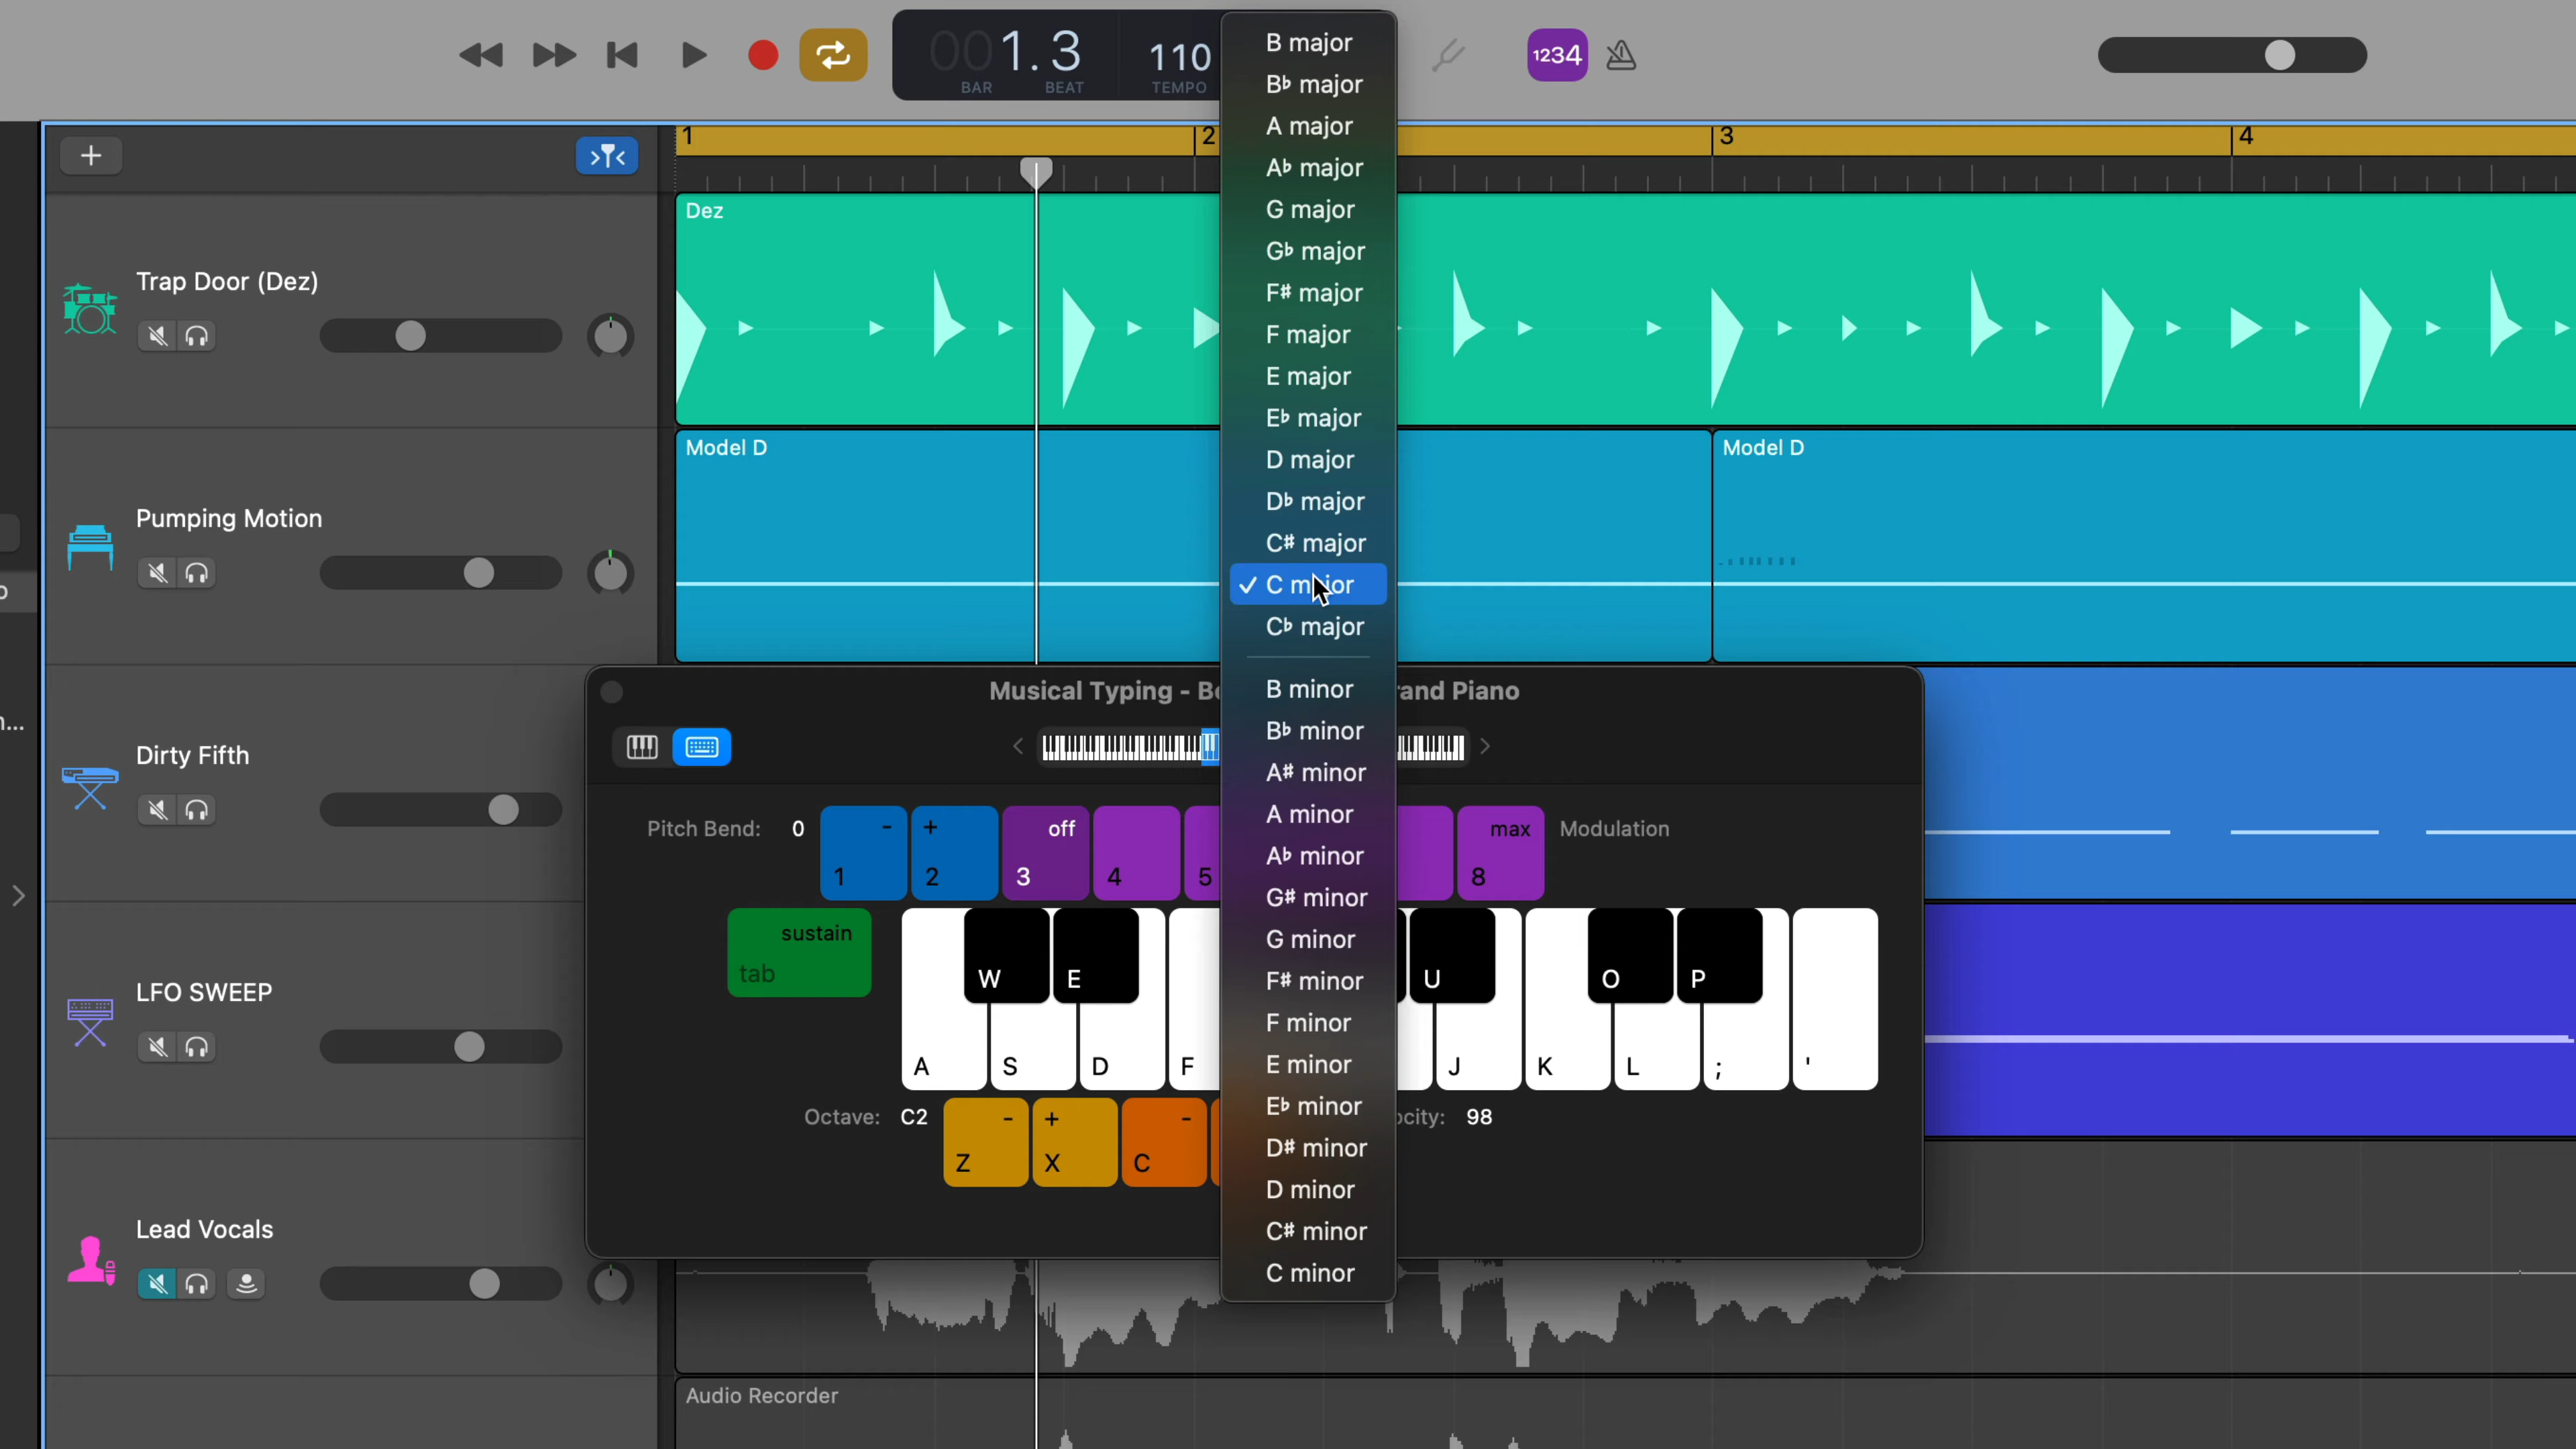 001.3
BAR
BEAT
110
TEMPO
1234
1
2
3
4
B major
B♭ major
A major
A♭ major
G major
G♭ major
F# major
F major
E major
E♭ major
D major
D♭ major
C# major
✓ C major
C♭ major
B minor
B♭ minor
A# minor
A minor
A♭ minor
G# minor
G minor
F# minor
F minor
E minor
E♭ minor
D# minor
D minor
C# minor
C minor
Dez
Trap Door (Dez)
Model D
Model D
Pumping Motion
Dirty Fifth
LFO SWEEP
Lead Vocals
Audio Recorder
Musical Typing -
and Piano
Pitch Bend: 0
- + off max Modulation
1 2 3 4 5 8
sustain
tab
W E U O P
A S D F J K L ; '
Octave: C2
- + -
Z X C
98